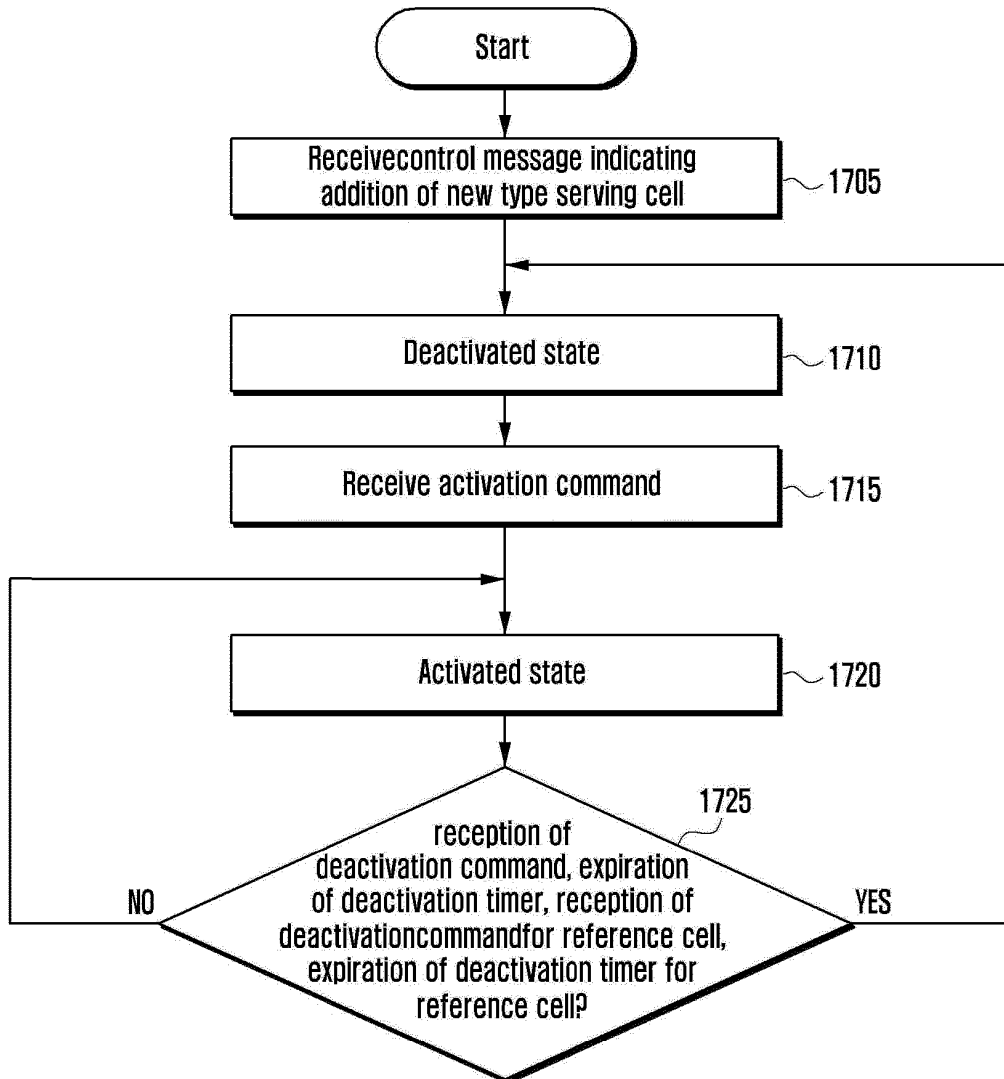 Start
Receivecontrol message indicating
addition of new type serving cell
1705
Deactivated state
1710
Receive activation command
1715
Activated state
1720
1725
reception of
deactivation command, expiration
of deactivation timer, reception of
deactivationcommandfor reference cell,
expiration of deactivation timer for
reference cell?
NO
YES